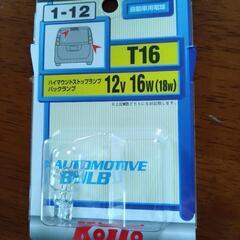 1-12
自動車用電球
T16
ハイマウントストップランプ
バックランプ
12V 16W (18W)
AUTOMOTIVE
BULB